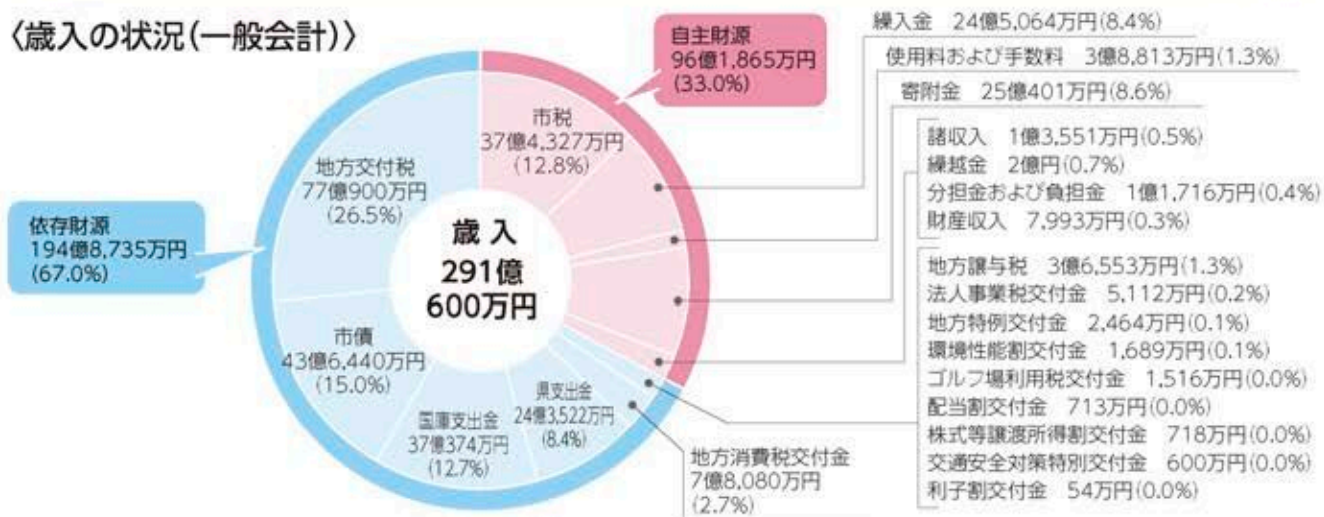 〈歳入の状況(一般会計)〉
自主財源
96億1,865万円
(33.0%)
繰入金 24億5,064万円(8.4%)
使用料および手数料 3億8,813万円(1.3%)
寄附金 25億401万円(8.6%)
諸収入 1億3,551万円(0.5%)
繰越金 2億円(0.7%)
分担金および負担金 1億1,716万円(0.4%)
財産収入 7,993万円(0.3%)
地方譲与税 3億6,553万円(1.3%)
法人事業税交付金 5,112万円(0.2%)
地方特例交付金 2,464万円(0.1%)
環境性能割交付金 1,689万円(0.1%)
ゴルフ場利用税交付金 1,516万円(0.0%)
配当割交付金 713万円(0.0%)
株式等譲渡所得割交付金 718万円(0.0%)
交通安全対策特別交付金 600万円(0.0%)
利子割交付金 54万円(0.0%)
市税
37億4,327万円
(12.8%)
地方交付税
77億900万円
(26.5%)
依存財源
194億8,735万円
(67.0%)
歳入
291億
600万円
市債
43億6,440万円
(15.0%)
国庫支出金
37億374万円
(12.7%)
県支出金
24億3,522万円
(8.4%)
地方消費税交付金
7億8,080万円
(2.7%)